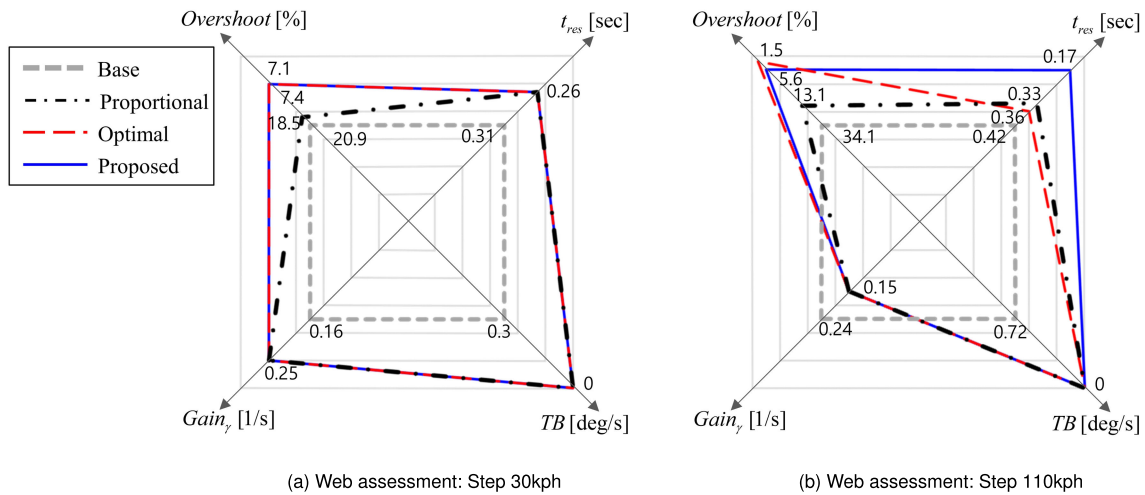 Overshoot [%]
t_res [sec]
Overshoot [%]
t_res [sec]
Base
Proportional
Optimal
Proposed
7.1
7.4
18.5
20.9
0.31
0.26
0.16
0.3
0.25
0
Gain_γ [1/s]
TB [deg/s]
1.5
5.6
13.1
34.1
0.17
0.33
0.36
0.42
0.15
0.24
0.72
0
Gain_γ [1/s]
TB [deg/s]
(a) Web assessment: Step 30kph
(b) Web assessment: Step 110kph